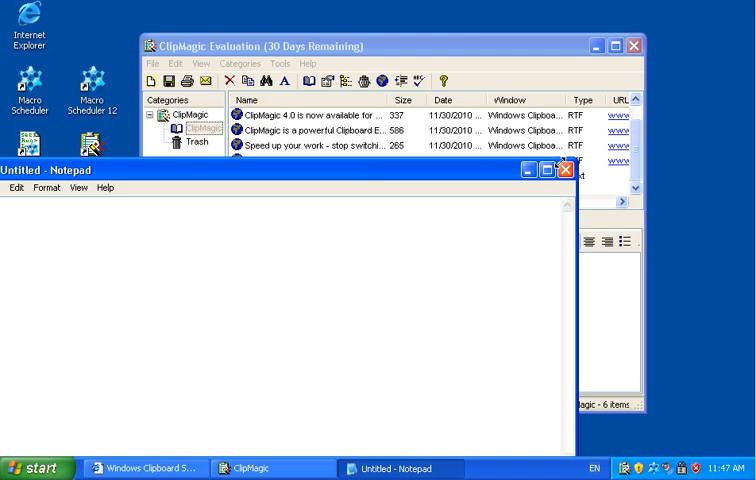 Internet
Explorer
Macro
Scheduler
Macro
Scheduler 12
ClipMagic Evaluation (30 Days Remaining)
File Edit View Categories Tools Help
Categories
ClipMagic
ClipMagic
Trash
Name Size Date Window Type URL
ClipMagic 4.0 is now available for ... 337 11/30/2010 ... Windows Clipboa... RTF www
ClipMagic is a powerful Clipboard E... 586 11/30/2010 ... Windows Clipboa... RTF www
Speed up your work - stop switchi... 265 11/30/2010 ... Windows Clipboa... RTF www
www
Untitled - Notepad
Edit Format View Help
agic - 6 items
start
Windows Clipboard S...
ClipMagic
Untitled - Notepad
EN
11:47 AM